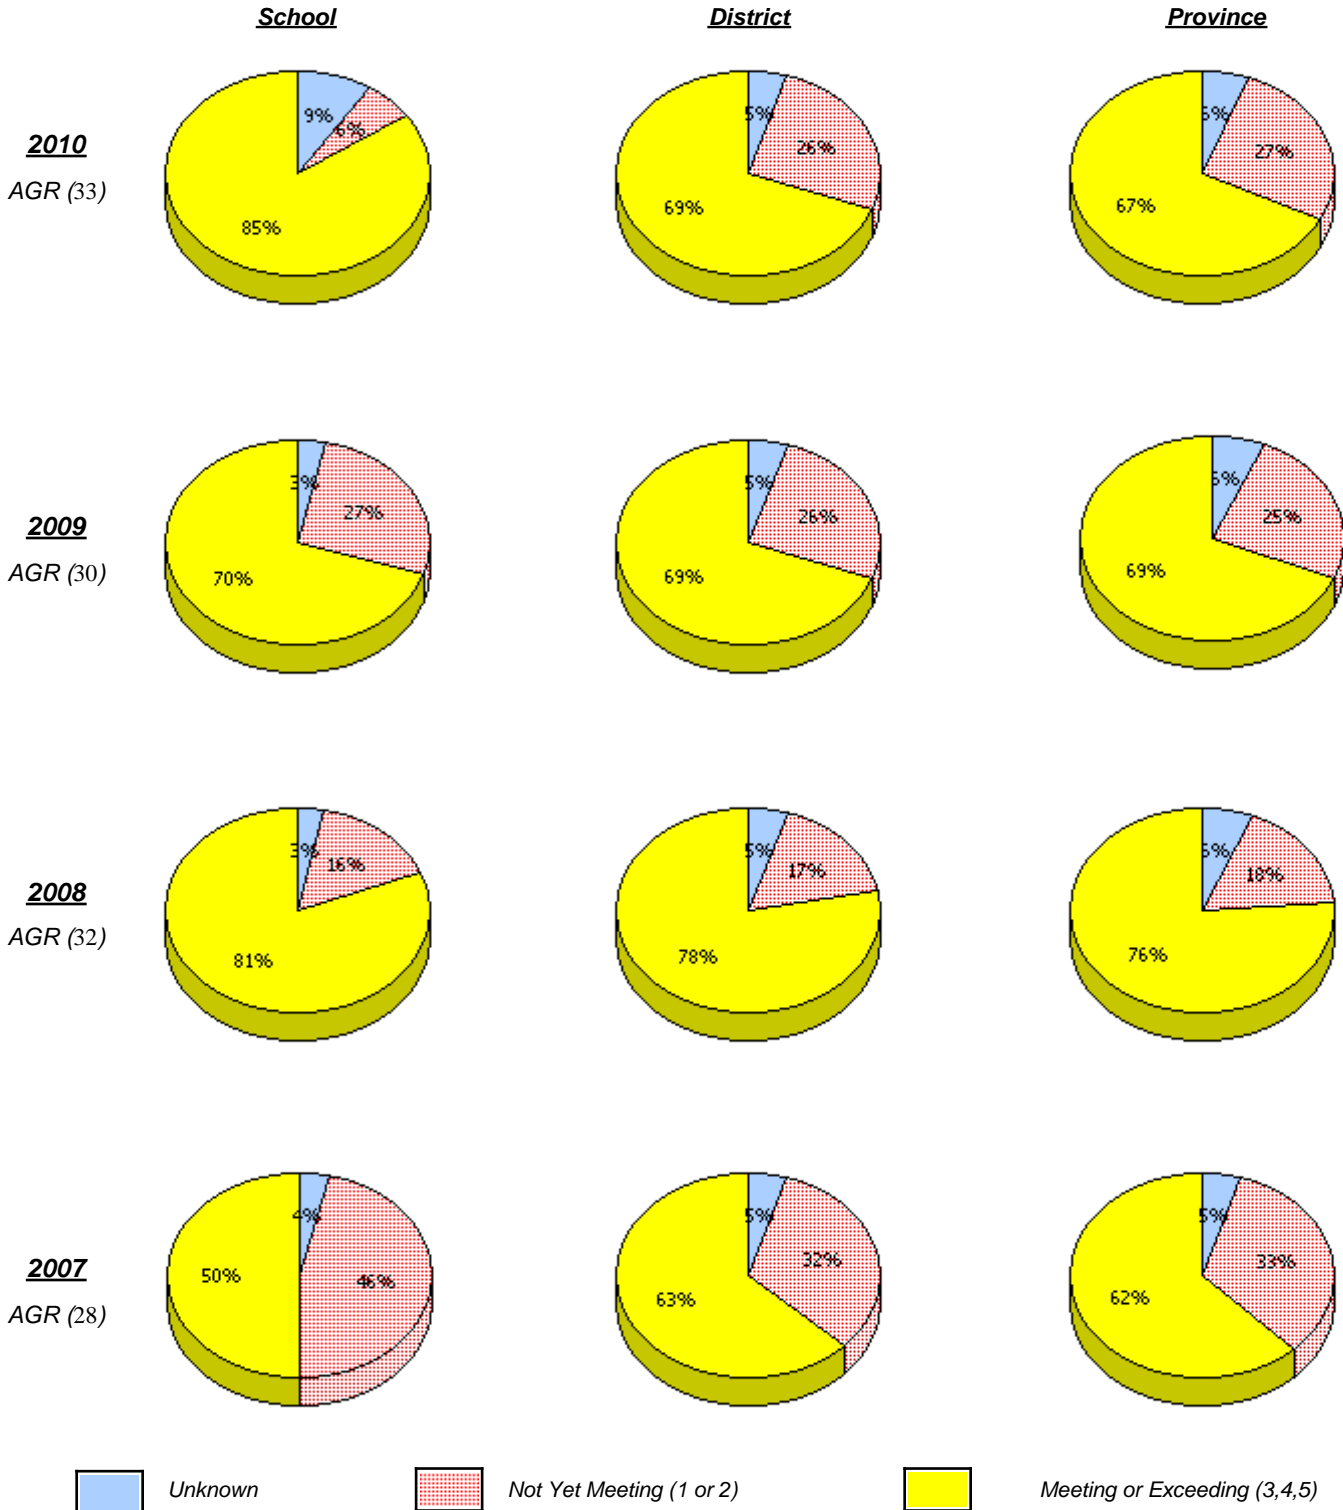 School District Province
2010
AGR (33)
9% 6% 85%
5% 26% 69%
6% 27% 67%
2009
AGR (30)
3% 27% 70%
5% 26% 69%
6% 25% 69%
2008
AGR (32)
3% 16% 81%
5% 17% 78%
6% 18% 76%
2007
AGR (28)
4% 46% 50%
5% 32% 63%
5% 33% 62%
Unknown Not Yet Meeting (1 or 2) Meeting or Exceeding (3,4,5)